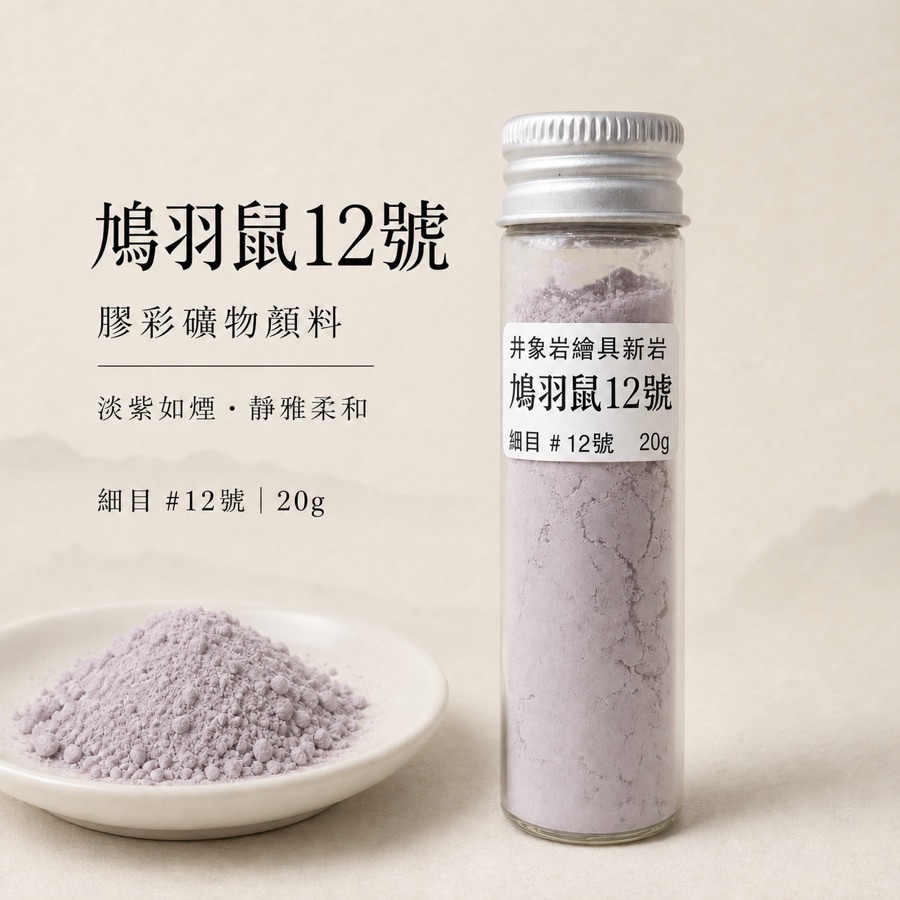 鳩羽鼠12號
膠彩礦物顏料
淡紫如煙・靜雅柔和
細目 #12號｜20g
井象岩繪具新岩
鳩羽鼠12號
細目 #12號 20g